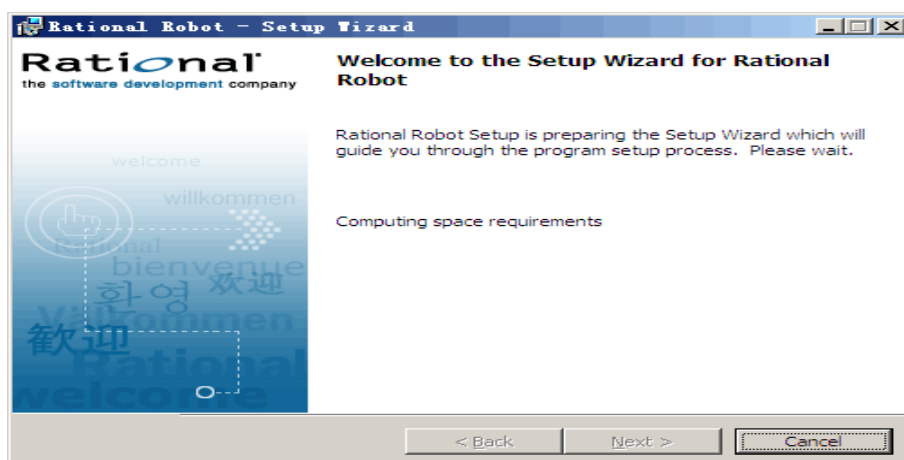 Rational Robot - Setup Wizard
Rational
the software development company
Welcome to the Setup Wizard for Rational
Robot
Rational Robot Setup is preparing the Setup Wizard which will
guide you through the program setup process.  Please wait.
Computing space requirements
welcome
willkommen
Rational
bienvenue
환영
欢迎
Välkommen
歓迎
Rational
welcome
< Back
Next >
Cancel